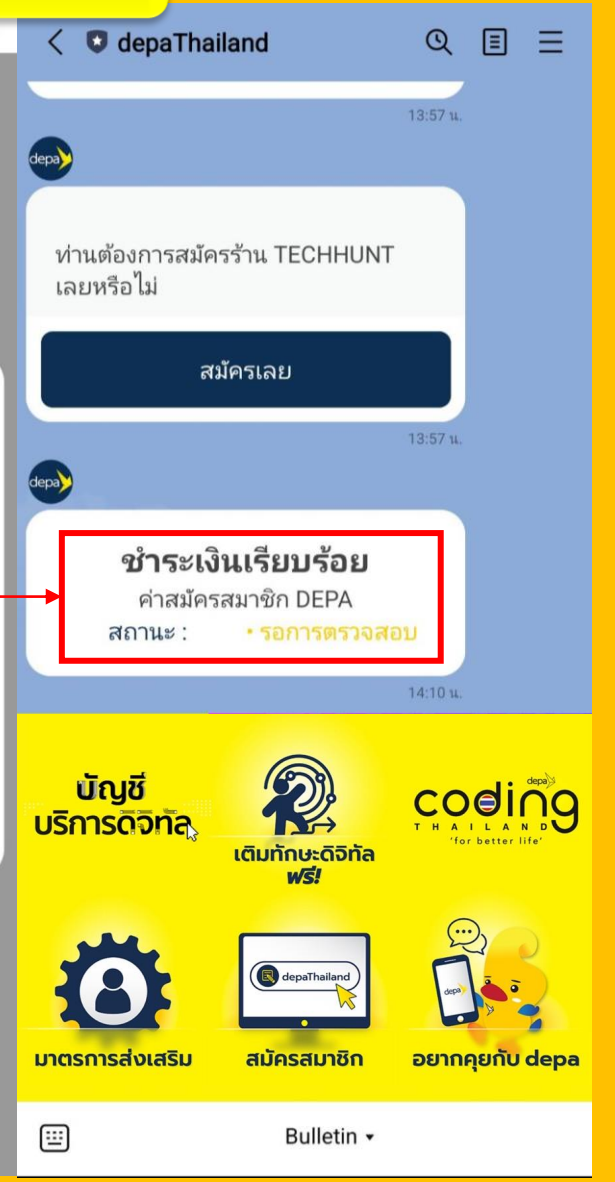 depaThailand
13:57 น.
depa
ท่านต้องการสมัครร้าน TECHHUNT
เลยหรือไม่
สมัครเลย
13:57 น.
depa
ชำระเงินเรียบร้อย
ค่าสมัครสมาชิก DEPA
สถานะ : • รอการตรวจสอบ
14:10 น.
บัญชี
บริการดิจิทัล
เติมทักษะดิจิทัล
ฟรี!
depa
coding
THAILAND
'for better life'
มาตรการส่งเสริม
depaThailand
สมัครสมาชิก
depa
อยากคุยกับ depa
Bulletin